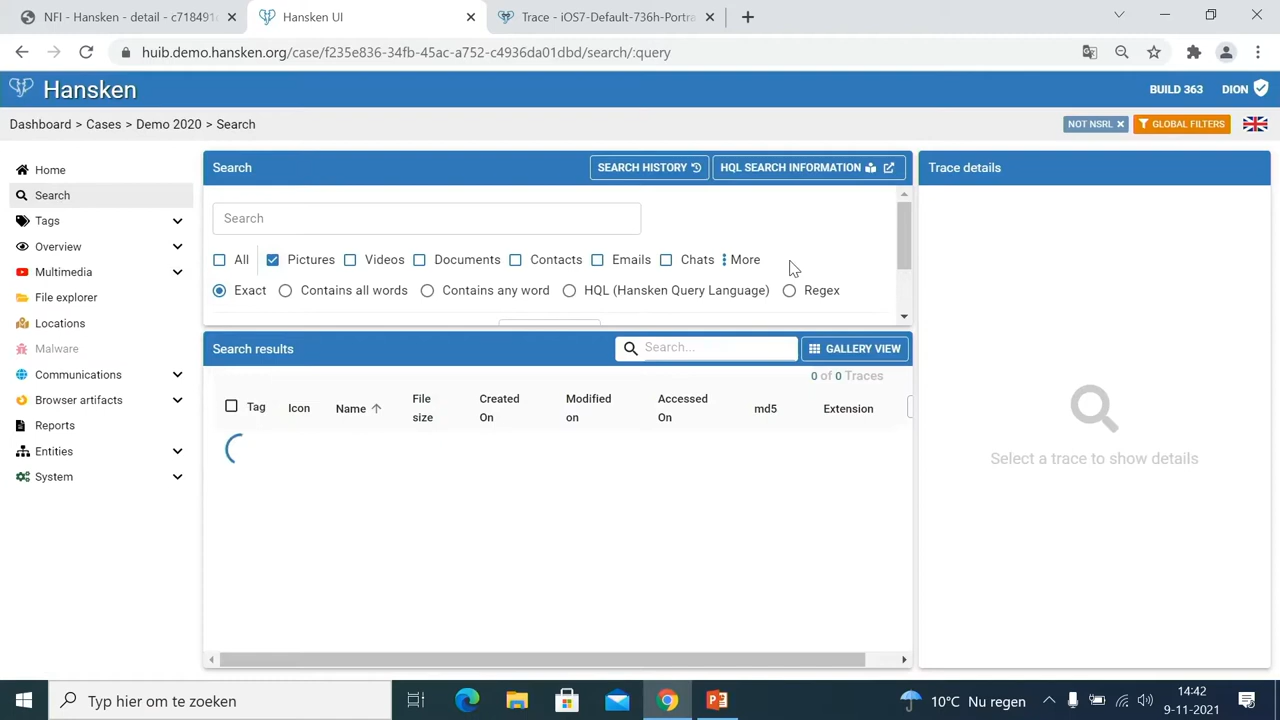 NFI - Hansken - detail - c718491
Hansken UI
Trace - iOS7-Default-736h-Portra
huib.demo.hansken.org/case/f235e836-34fb-45ac-a752-c4936da01dbd/search/:query
Hansken
BUILD 363
DION
Dashboard > Cases > Demo 2020 > Search
NOT NSRL ×
GLOBAL FILTERS
Home
Search
Tags
Overview
Multimedia
File explorer
Locations
Malware
Communications
Browser artifacts
Reports
Entities
System
Search
SEARCH HISTORY
HQL SEARCH INFORMATION
Search
All
Pictures
Videos
Documents
Contacts
Emails
Chats
More
Exact
Contains all words
Contains any word
HQL (Hansken Query Language)
Regex
Search results
Search...
GALLERY VIEW
0 of 0 Traces
Tag
Icon
Name
File size
Created On
Modified on
Accessed On
md5
Extension
Trace details
Select a trace to show details
Typ hier om te zoeken
10°C Nu regen
14:42
9-11-2021